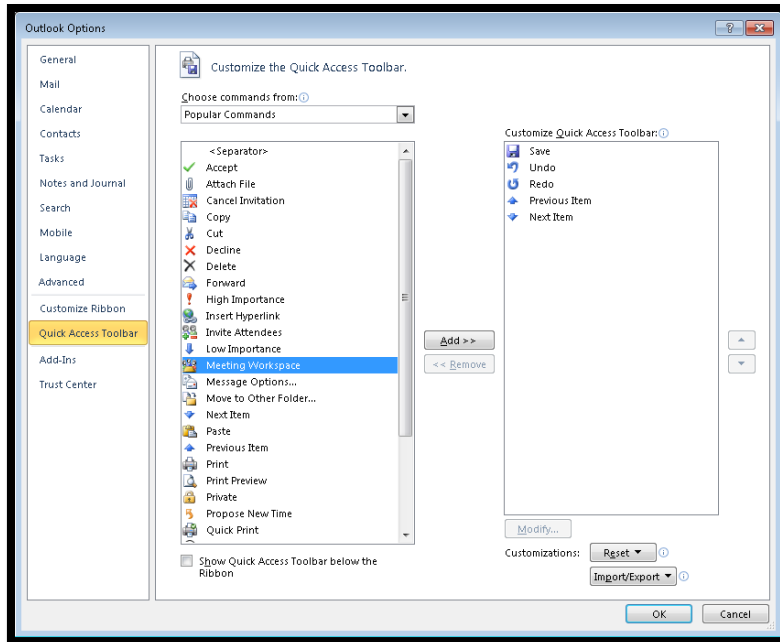 Outlook Options
General
Mail
Calendar
Contacts
Tasks
Notes and Journal
Search
Mobile
Language
Advanced
Customize Ribbon
Quick Access Toolbar
Add-Ins
Trust Center
Customize the Quick Access Toolbar.
Choose commands from:
Popular Commands
<Separator>
Accept
Attach File
Cancel Invitation
Copy
Cut
Decline
Delete
Forward
High Importance
Insert Hyperlink
Invite Attendees
Low Importance
Meeting Workspace
Message Options...
Move to Other Folder...
Next Item
Paste
Previous Item
Print
Print Preview
Private
Propose New Time
Quick Print
Show Quick Access Toolbar below the
Ribbon
Add >>
<< Remove
Customize Quick Access Toolbar:
Save
Undo
Redo
Previous Item
Next Item
Modify...
Customizations:
Reset
Import/Export
OK
Cancel